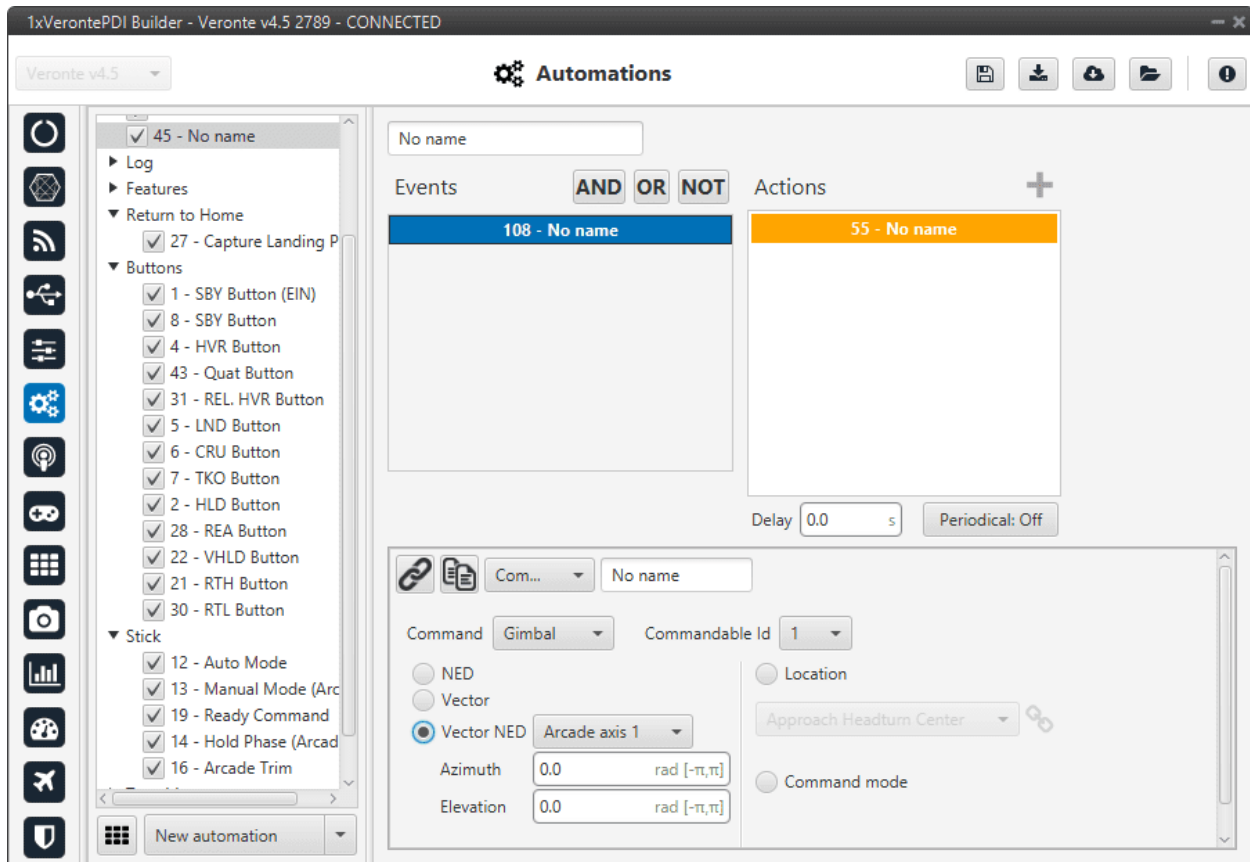 1xVerontePDI Builder - Veronte v4.5 2789 - CONNECTED
Veronte v4.5
Automations
45 - No name
Log
Features
Return to Home
27 - Capture Landing P
Buttons
1 - SBY Button (EIN)
8 - SBY Button
4 - HVR Button
43 - Quat Button
31 - REL. HVR Button
5 - LND Button
6 - CRU Button
7 - TKO Button
2 - HLD Button
28 - REA Button
22 - VHLD Button
21 - RTH Button
30 - RTL Button
Stick
12 - Auto Mode
13 - Manual Mode (Arc
19 - Ready Command
14 - Hold Phase (Arcad
16 - Arcade Trim
New automation
No name
Events AND OR NOT
108 - No name
Actions
55 - No name
Delay 0.0 s Periodical: Off
Com... No name
Command Gimbal Commandable Id 1
NED
Vector
Vector NED Arcade axis 1
Azimuth 0.0 rad [-π,π]
Elevation 0.0 rad [-π,π]
Location
Approach Headturn Center
Command mode